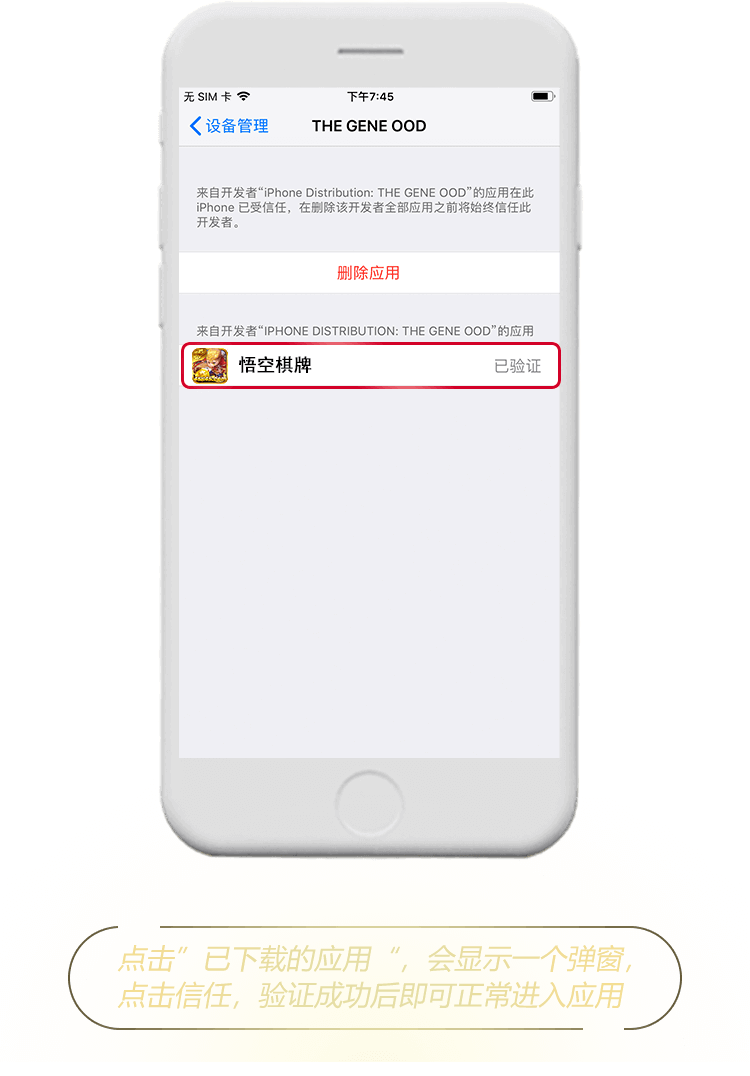 无 SIM 卡 下午7:45
设备管理 THE GENE OOD
来自开发者“iPhone Distribution: THE GENE OOD”的应用在此
iPhone 已受信任，在删除该开发者全部应用之前将始终信任此
开发者。
删除应用
来自开发者“IPHONE DISTRIBUTION: THE GENE OOD”的应用
悟空棋牌 已验证
点击”已下载的应用“，会显示一个弹窗，
点击信任，验证成功后即可正常进入应用